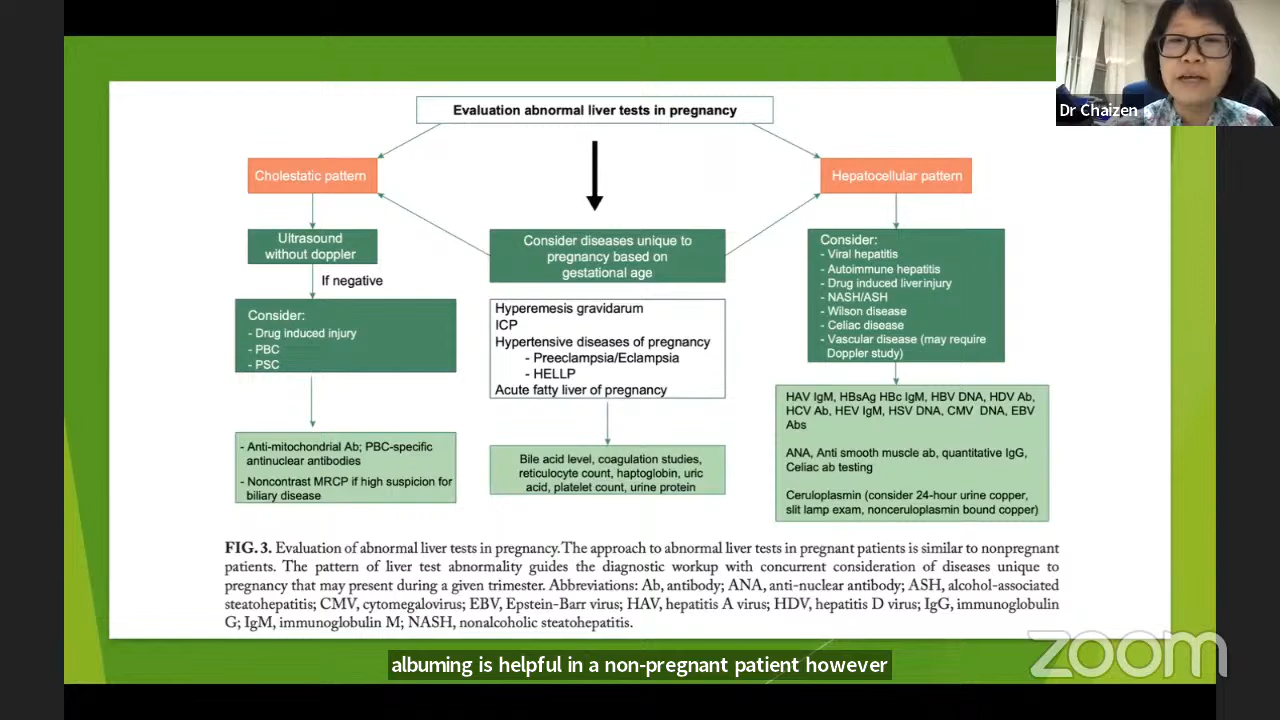 Dr Chaizen
Evaluation abnormal liver tests in pregnancy
Cholestatic pattern
Ultrasound
without doppler
If negative
Consider:
- Drug induced injury
- PBC
- PSC
- Anti-mitochondrial Ab; PBC-specific
antinuclear antibodies
- Noncontrast MRCP if high suspicion for
biliary disease
Consider diseases unique to
pregnancy based on
gestational age
Hyperemesis gravidarum
ICP
Hypertensive diseases of pregnancy
- Preeclampsia/Eclampsia
- HELLP
Acute fatty liver of pregnancy
Bile acid level, coagulation studies,
reticulocyte count, haptoglobin, uric
acid, platelet count, urine protein
Hepatocellular pattern
Consider:
- Viral hepatitis
- Autoimmune hepatitis
- Drug induced liver injury
- NASH/ASH
- Wilson disease
- Celiac disease
- Vascular disease (may require
Doppler study)
HAV IgM, HBsAg HBc IgM, HBV DNA, HDV Ab,
HCV Ab, HEV IgM, HSV DNA, CMV DNA, EBV
Abs
ANA, Anti smooth muscle ab, quantitative IgG,
Celiac ab testing
Ceruloplasmin (consider 24-hour urine copper,
slit lamp exam, nonceruloplasmin bound copper)
FIG. 3. Evaluation of abnormal liver tests in pregnancy. The approach to abnormal liver tests in pregnant patients is similar to nonpregnant
patients. The pattern of liver test abnormality guides the diagnostic workup with concurrent consideration of diseases unique to
pregnancy that may present during a given trimester. Abbreviations: Ab, antibody; ANA, anti-nuclear antibody; ASH, alcohol-associated
steatohepatitis; CMV, cytomegalovirus; EBV, Epstein-Barr virus; HAV, hepatitis A virus; HDV, hepatitis D virus; IgG, immunoglobulin
G; IgM, immunoglobulin M; NASH, nonalcoholic steatohepatitis.
albuming is helpful in a non-pregnant patient however
zoom